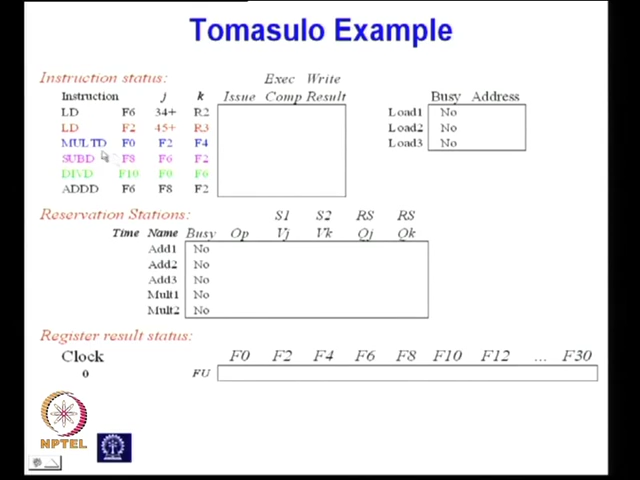 Tomasulo Example
Instruction status: Exec Write
Instruction j k Issue Comp Result Busy Address
LD F6 34+ R2 Load1 No
LD F2 45+ R3 Load2 No
MULTD F0 F2 F4 Load3 No
SUBD F8 F6 F2
DIVD F10 F0 F6
ADDD F6 F8 F2
Reservation Stations: S1 S2 RS RS
Time Name Busy Op Vj Vk Qj Qk
Add1 No
Add2 No
Add3 No
Mult1 No
Mult2 No
Register result status:
Clock F0 F2 F4 F6 F8 F10 F12 ... F30
0 FU
NPTEL